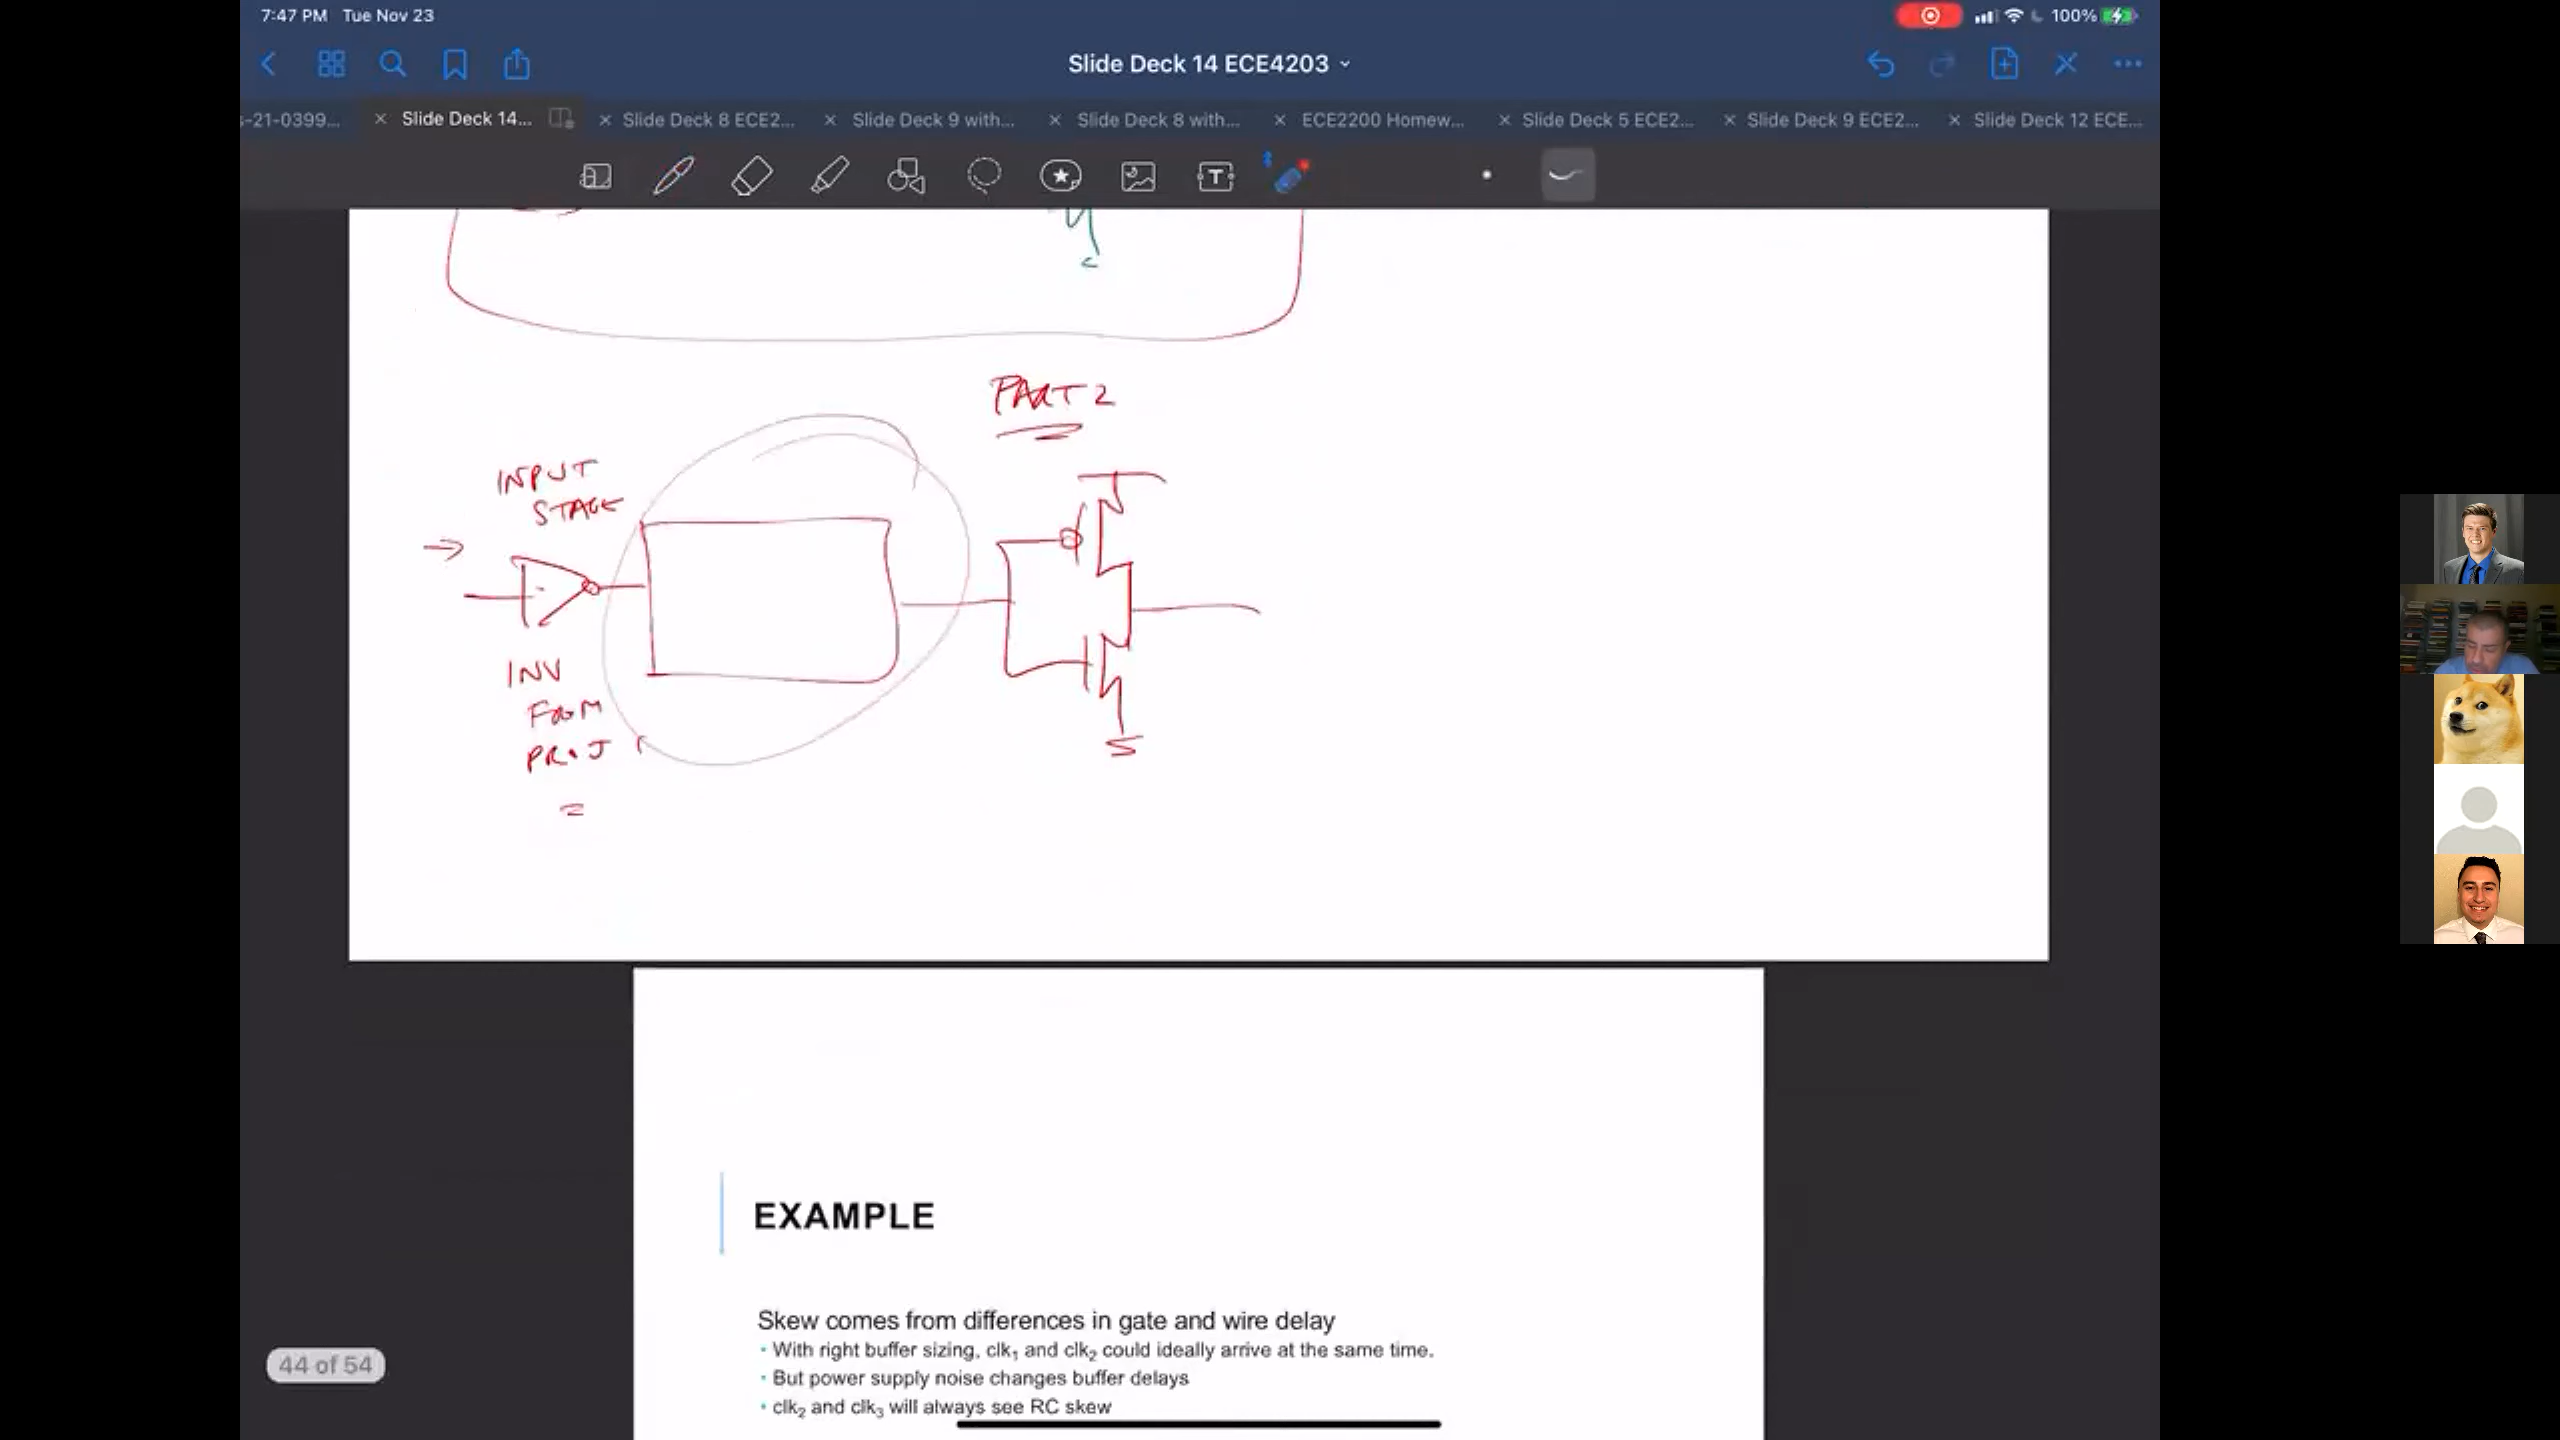 7:47 PM Tue Nov 23
100%
Slide Deck 14 ECE4203
s-21-0399...
Slide Deck 14...
Slide Deck 8 ECE2...
Slide Deck 9 with...
Slide Deck 8 with...
ECE2200 Homew...
Slide Deck 5 ECE2...
Slide Deck 9 ECE2...
Slide Deck 12 ECE...
PART 2
INPUT
STAGE
INV
FROM
PROJ
EXAMPLE
Skew comes from differences in gate and wire delay
• With right buffer sizing, clk₁ and clk₂ could ideally arrive at the same time.
• But power supply noise changes buffer delays
• clk₂ and clk₃ will always see RC skew
44 of 54